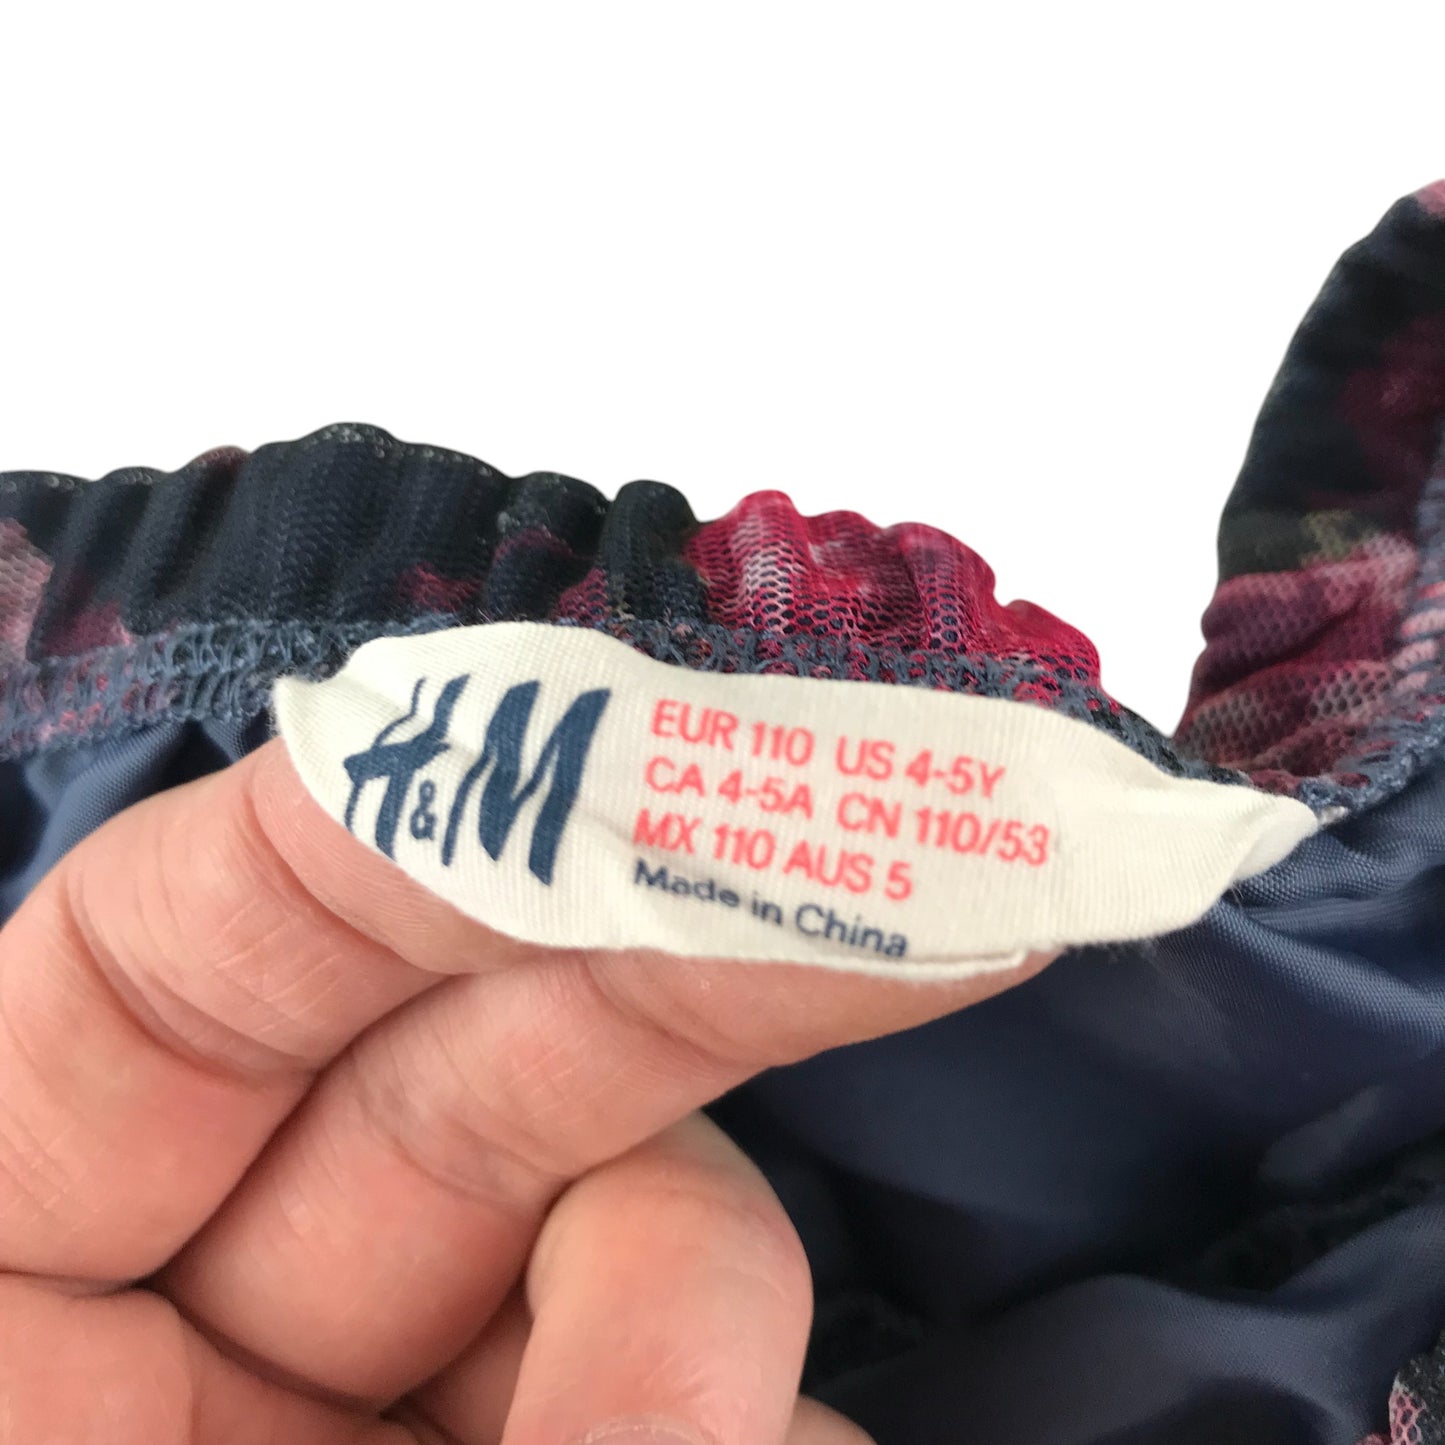 H&M
EUR 110 US 4-5Y
CA 4-5A CN 110/53
MX 110 AUS 5
Made in China